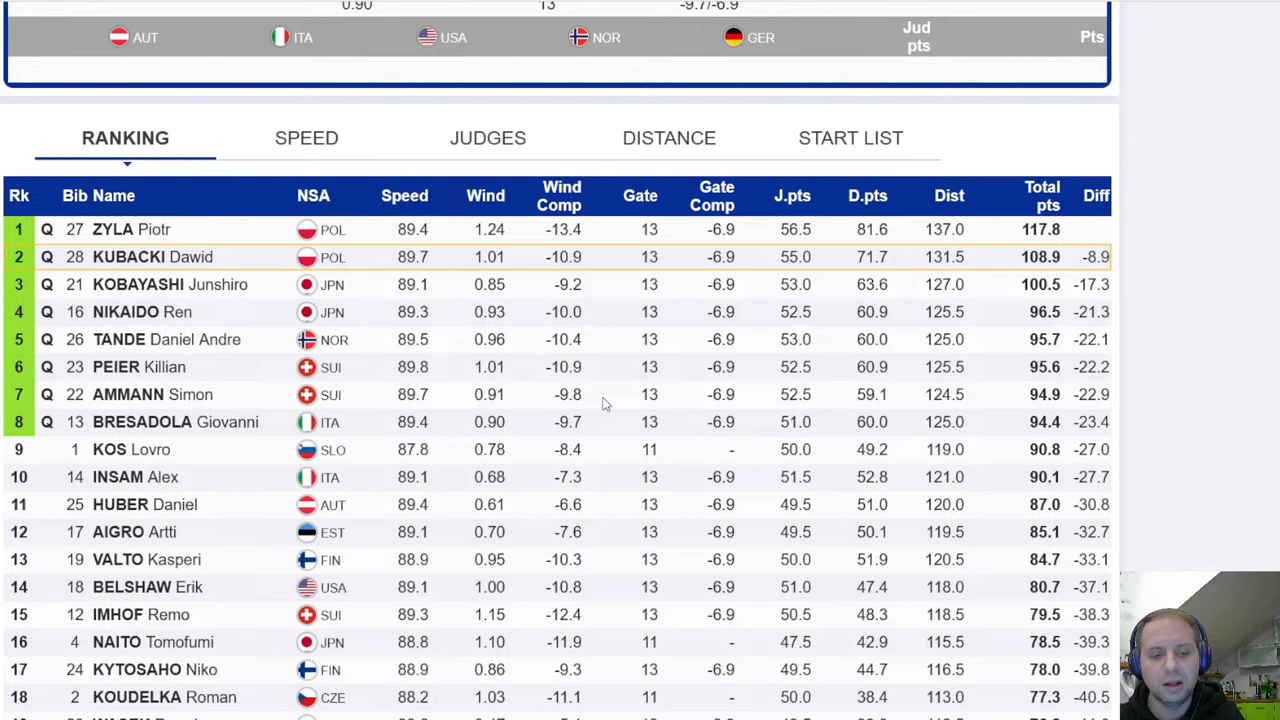 0.90 13 -9.7/-6.9
AUT ITA USA NOR GER Jud pts Pts
RANKING SPEED JUDGES DISTANCE START LIST
Rk Bib Name NSA Speed Wind Wind Comp Gate Gate Comp J.pts D.pts Dist Total pts Diff
1 Q 27 ZYLA Piotr POL 89.4 1.24 -13.4 13 -6.9 56.5 81.6 137.0 117.8
2 Q 28 KUBACKI Dawid POL 89.7 1.01 -10.9 13 -6.9 55.0 71.7 131.5 108.9 -8.9
3 Q 21 KOBAYASHI Junshiro JPN 89.1 0.85 -9.2 13 -6.9 53.0 63.6 127.0 100.5 -17.3
4 Q 16 NIKAIDO Ren JPN 89.3 0.93 -10.0 13 -6.9 52.5 60.9 125.5 96.5 -21.3
5 Q 26 TANDE Daniel Andre NOR 89.5 0.96 -10.4 13 -6.9 53.0 60.0 125.0 95.7 -22.1
6 Q 23 PEIER Killian SUI 89.8 1.01 -10.9 13 -6.9 52.5 60.9 125.5 95.6 -22.2
7 Q 22 AMMANN Simon SUI 89.7 0.91 -9.8 13 -6.9 52.5 59.1 124.5 94.9 -22.9
8 Q 13 BRESADOLA Giovanni ITA 89.4 0.90 -9.7 13 -6.9 51.0 60.0 125.0 94.4 -23.4
9 1 KOS Lovro SLO 87.8 0.78 -8.4 11 - 50.0 49.2 119.0 90.8 -27.0
10 14 INSAM Alex ITA 89.1 0.68 -7.3 13 -6.9 51.5 52.8 121.0 90.1 -27.7
11 25 HUBER Daniel AUT 89.4 0.61 -6.6 13 -6.9 49.5 51.0 120.0 87.0 -30.8
12 17 AIGRO Artti EST 89.1 0.70 -7.6 13 -6.9 49.5 50.1 119.5 85.1 -32.7
13 19 VALTO Kasperi FIN 88.9 0.95 -10.3 13 -6.9 50.0 51.9 120.5 84.7 -33.1
14 18 BELSHAW Erik USA 89.1 1.00 -10.8 13 -6.9 51.0 47.4 118.0 80.7 -37.1
15 12 IMHOF Remo SUI 89.3 1.15 -12.4 13 -6.9 50.5 48.3 118.5 79.5 -38.3
16 4 NAITO Tomofumi JPN 88.8 1.10 -11.9 11 - 47.5 42.9 115.5 78.5 -39.3
17 24 KYTOSAHO Niko FIN 88.9 0.86 -9.3 13 -6.9 49.5 44.7 116.5 78.0 -39.8
18 2 KOUDELKA Roman CZE 88.2 1.03 -11.1 11 - 50.0 38.4 113.0 77.3 -40.5